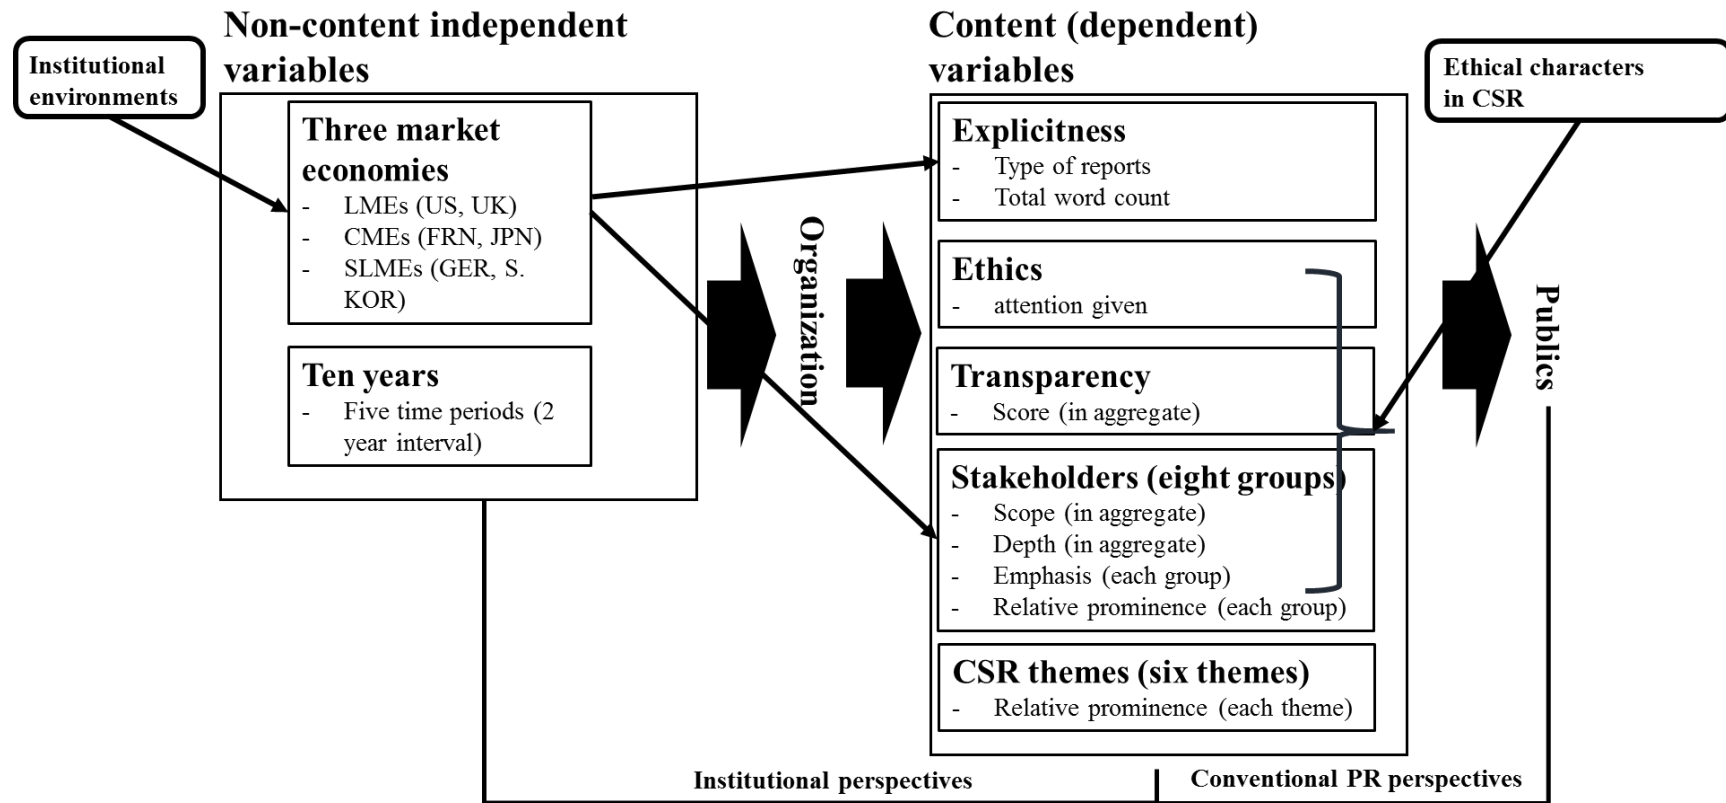 Institutional
environments
Non-content independent
variables
Three market
economies
- LMEs (US, UK)
- CMEs (FRN, JPN)
- SLMEs (GER, S.
KOR)
Ten years
- Five time periods (2
year interval)
Organization
Content (dependent)
variables
Explicitness
- Type of reports
- Total word count
Ethics
- attention given
Transparency
- Score (in aggregate)
Stakeholders (eight groups)
- Scope (in aggregate)
- Depth (in aggregate)
- Emphasis (each group)
- Relative prominence (each group)
CSR themes (six themes)
- Relative prominence (each theme)
Ethical characters
in CSR
Publics
Institutional perspectives
Conventional PR perspectives